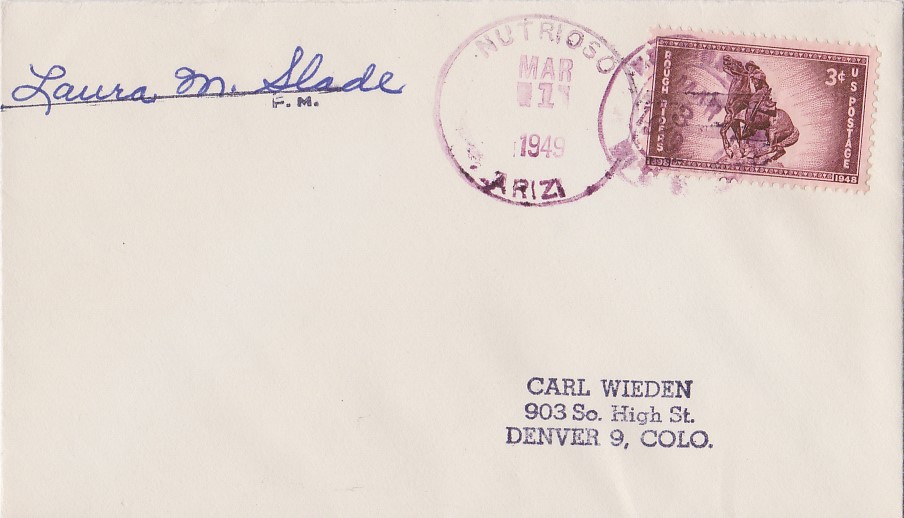 Laura M. Slade
P.M.
NUTRIOSO
MAR
1
1949
ARIZ
ROUGH RIDERS
3¢
US POSTAGE
1898
1948
CARL WIEDEN
903 So. High St.
DENVER 9, COLO.